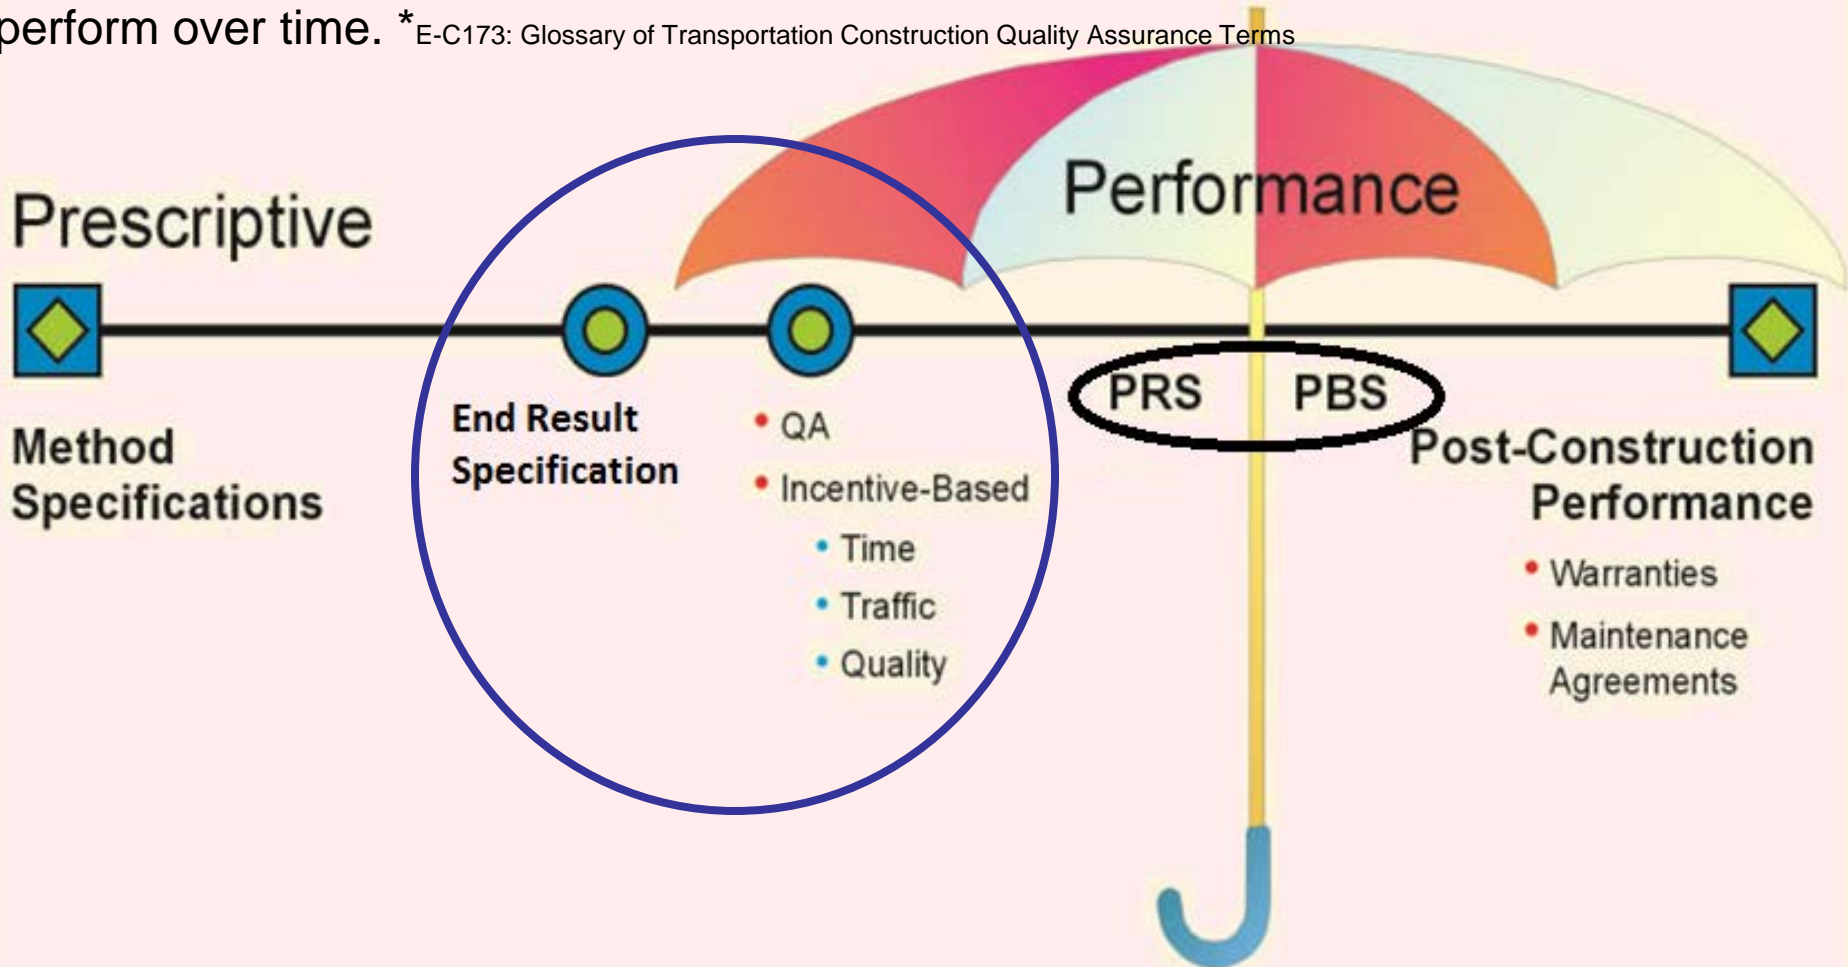 perform over time. *E-C173: Glossary of Transportation Construction Quality Assurance Terms
Performance
Prescriptive
Method
Specifications
End Result
Specification
• QA
• Incentive-Based
• Time
• Traffic
• Quality
PRS PBS
Post-Construction
Performance
• Warranties
• Maintenance
Agreements